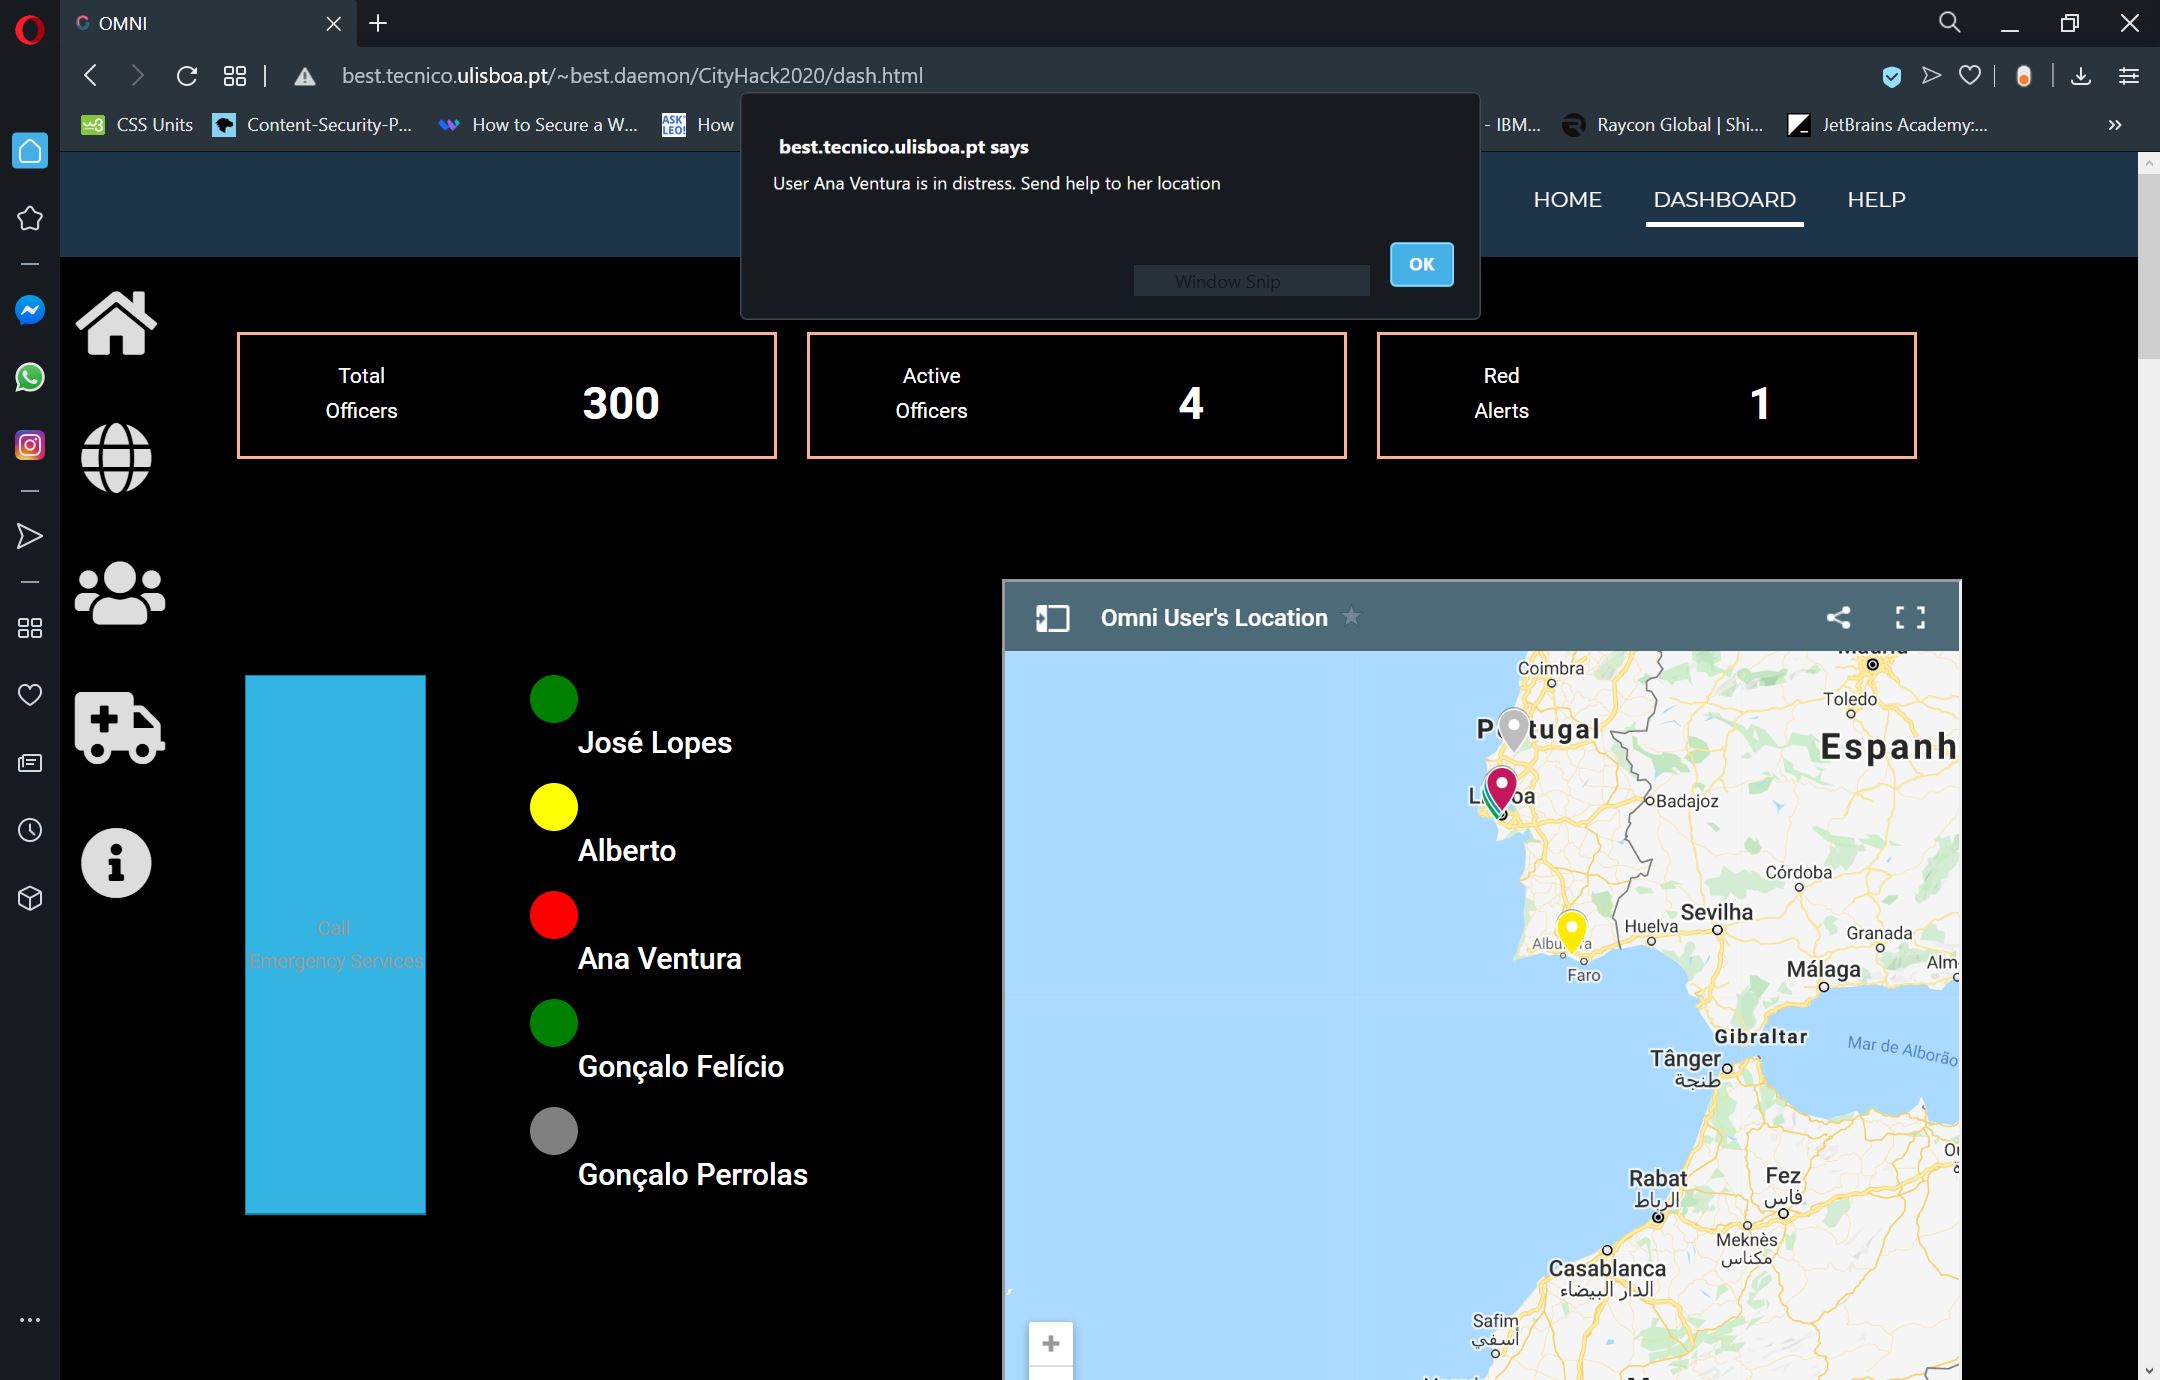 OMNI
best.tecnico.ulisboa.pt/~best.daemon/CityHack2020/dash.html
CSS Units
Content-Security-P...
How to Secure a W...
ASK LEO!
How
- IBM...
Raycon Global | Shi...
JetBrains Academy:...
best.tecnico.ulisboa.pt says
User Ana Ventura is in distress. Send help to her location
OK
Window Snip
HOME
DASHBOARD
HELP
Total
Officers
300
Active
Officers
4
Red
Alerts
1
Call
Emergency Services
José Lopes
Alberto
Ana Ventura
Gonçalo Felício
Gonçalo Perrolas
Omni User's Location
Coimbra
Toledo
Espanh
Badajoz
Córdoba
Sevilha
Huelva
Granada
Faro
Málaga
Alm
Gibraltar
Mar de Alborão
Tânger
طنجة
Rabat
الرباط
Fez
فاس
Meknès
مكناس
Casablanca
الدار البيضاء
Safim
أسفي